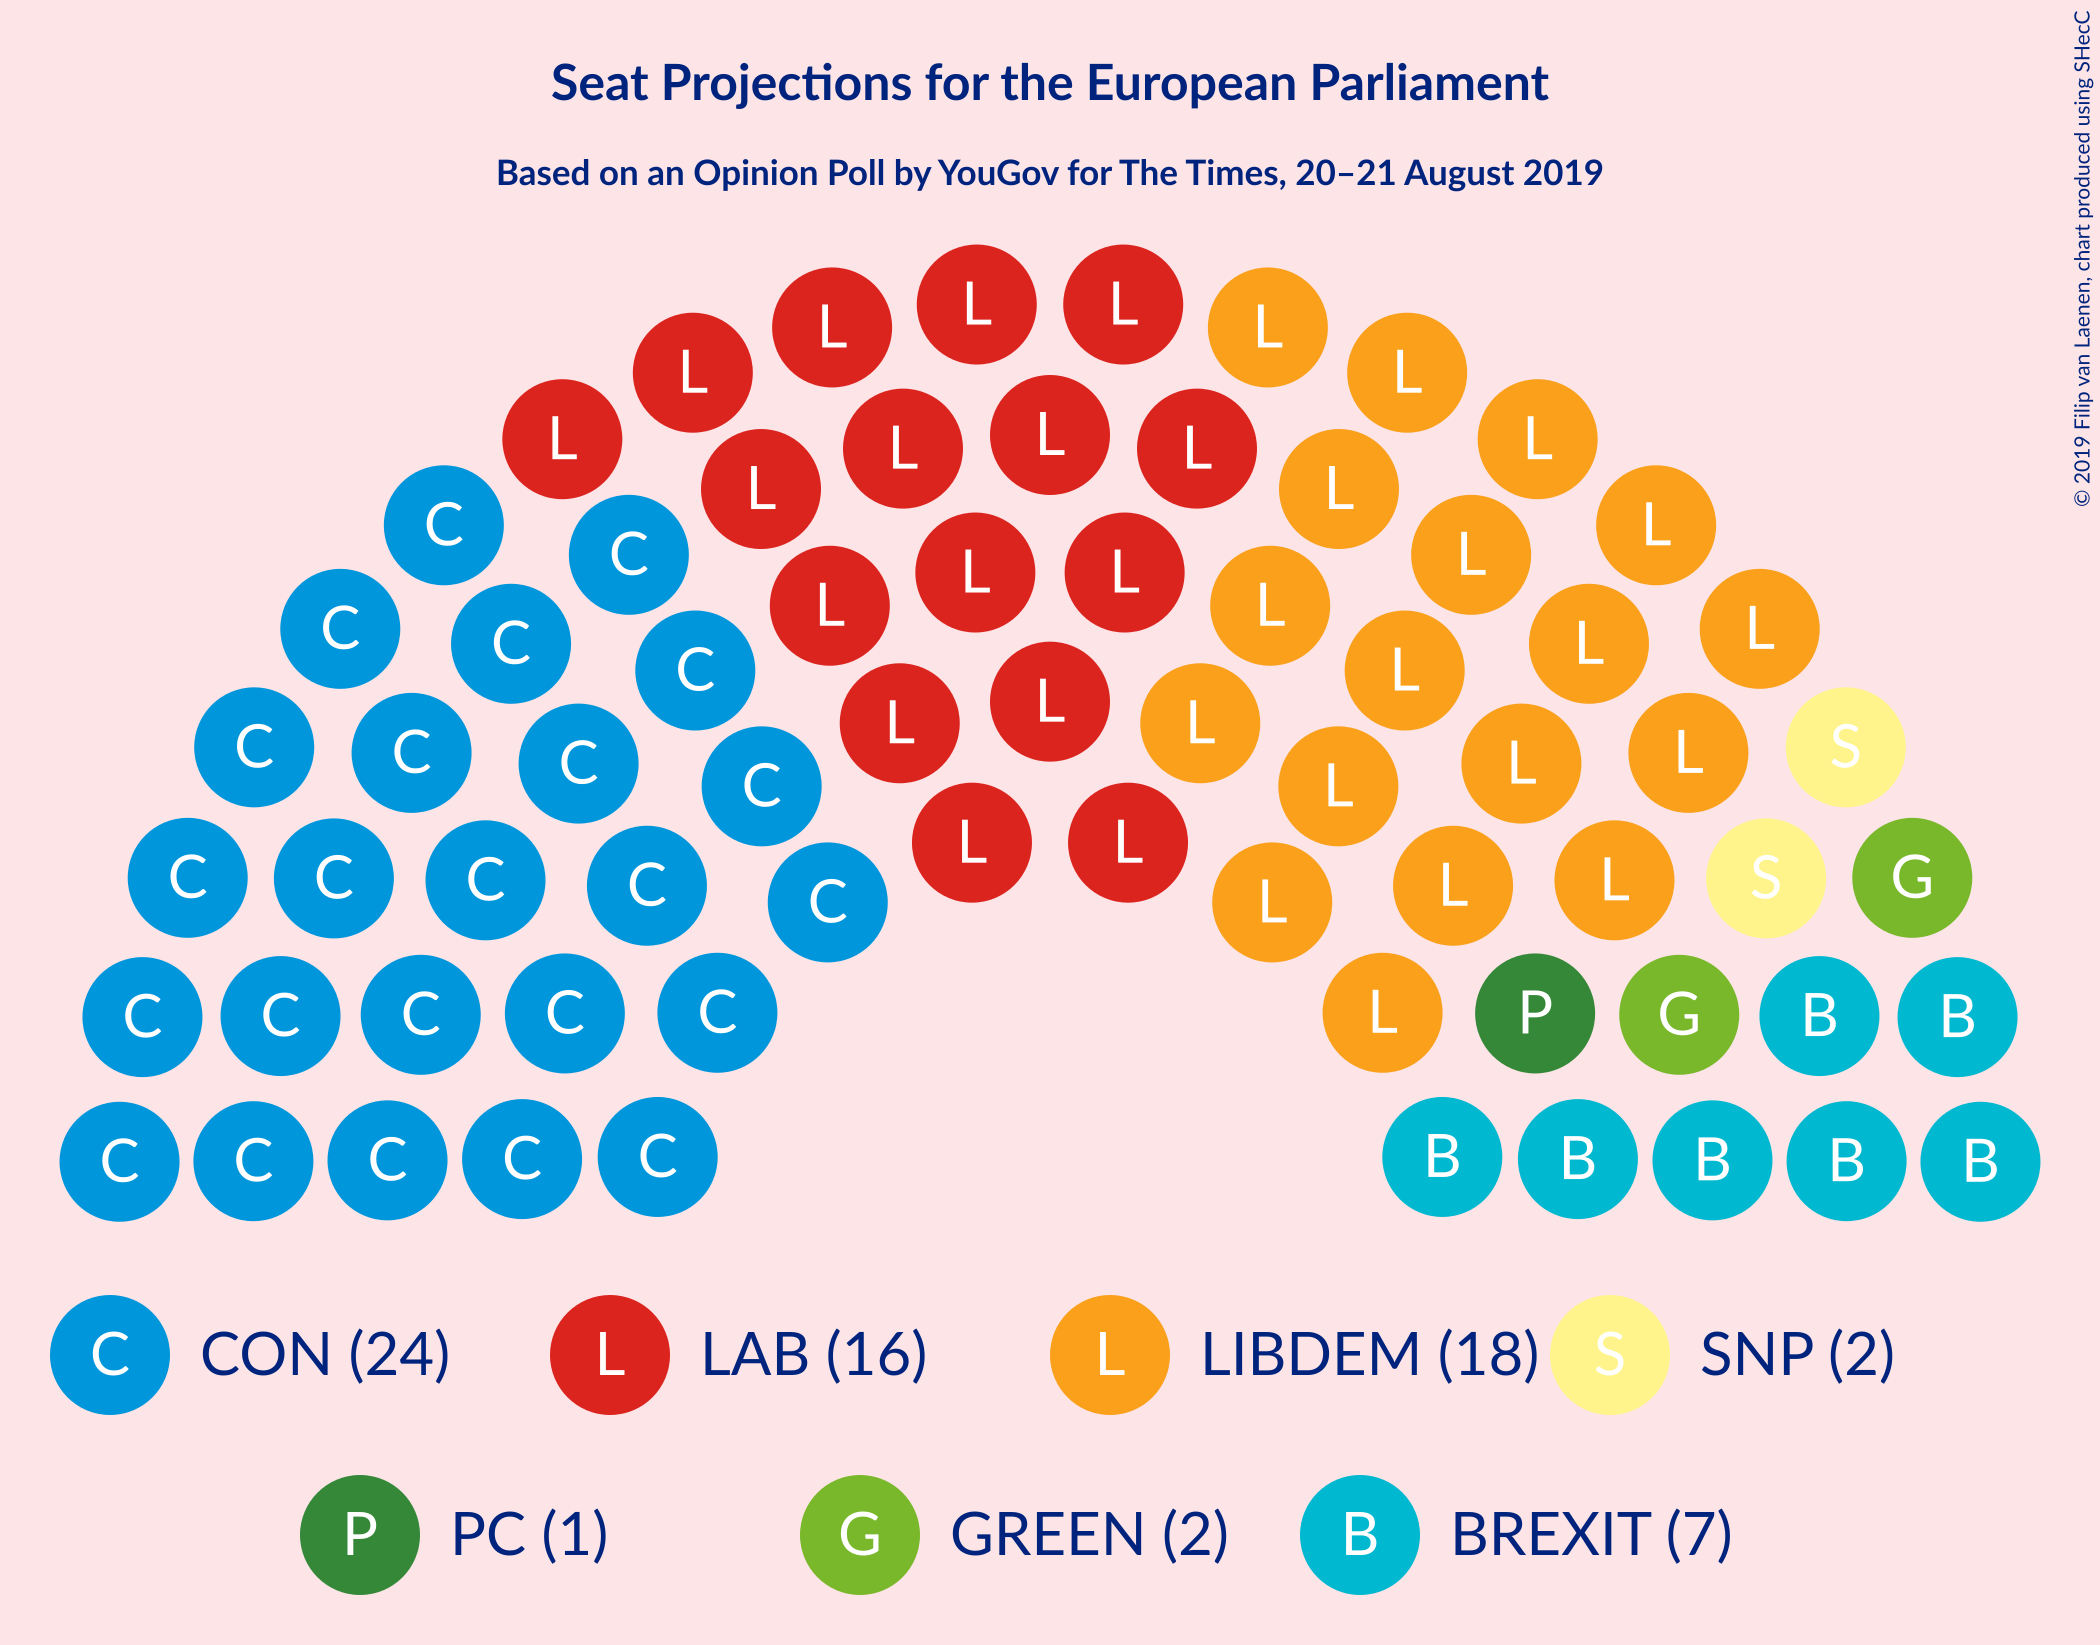 Seat Projections for the European Parliament
Based on an Opinion Poll by YouGov for The Times, 20–21 August 2019
© 2019 Filip van Laenen, chart produced using SHecC
L L
L L
L L
L
L L L
L L
L L
C L
C C L L
L L
L L
C L
C L
C L
C C
L L
L
C L
C C S
C L
C L
L L
C C C C G
C L L S
C L
C C C C C L P G B B
C C C C C B B B B B
C CON (24) L LAB (16) L LIBDEM (18) S SNP (2)
P PC (1) G GREEN (2) B BREXIT (7)